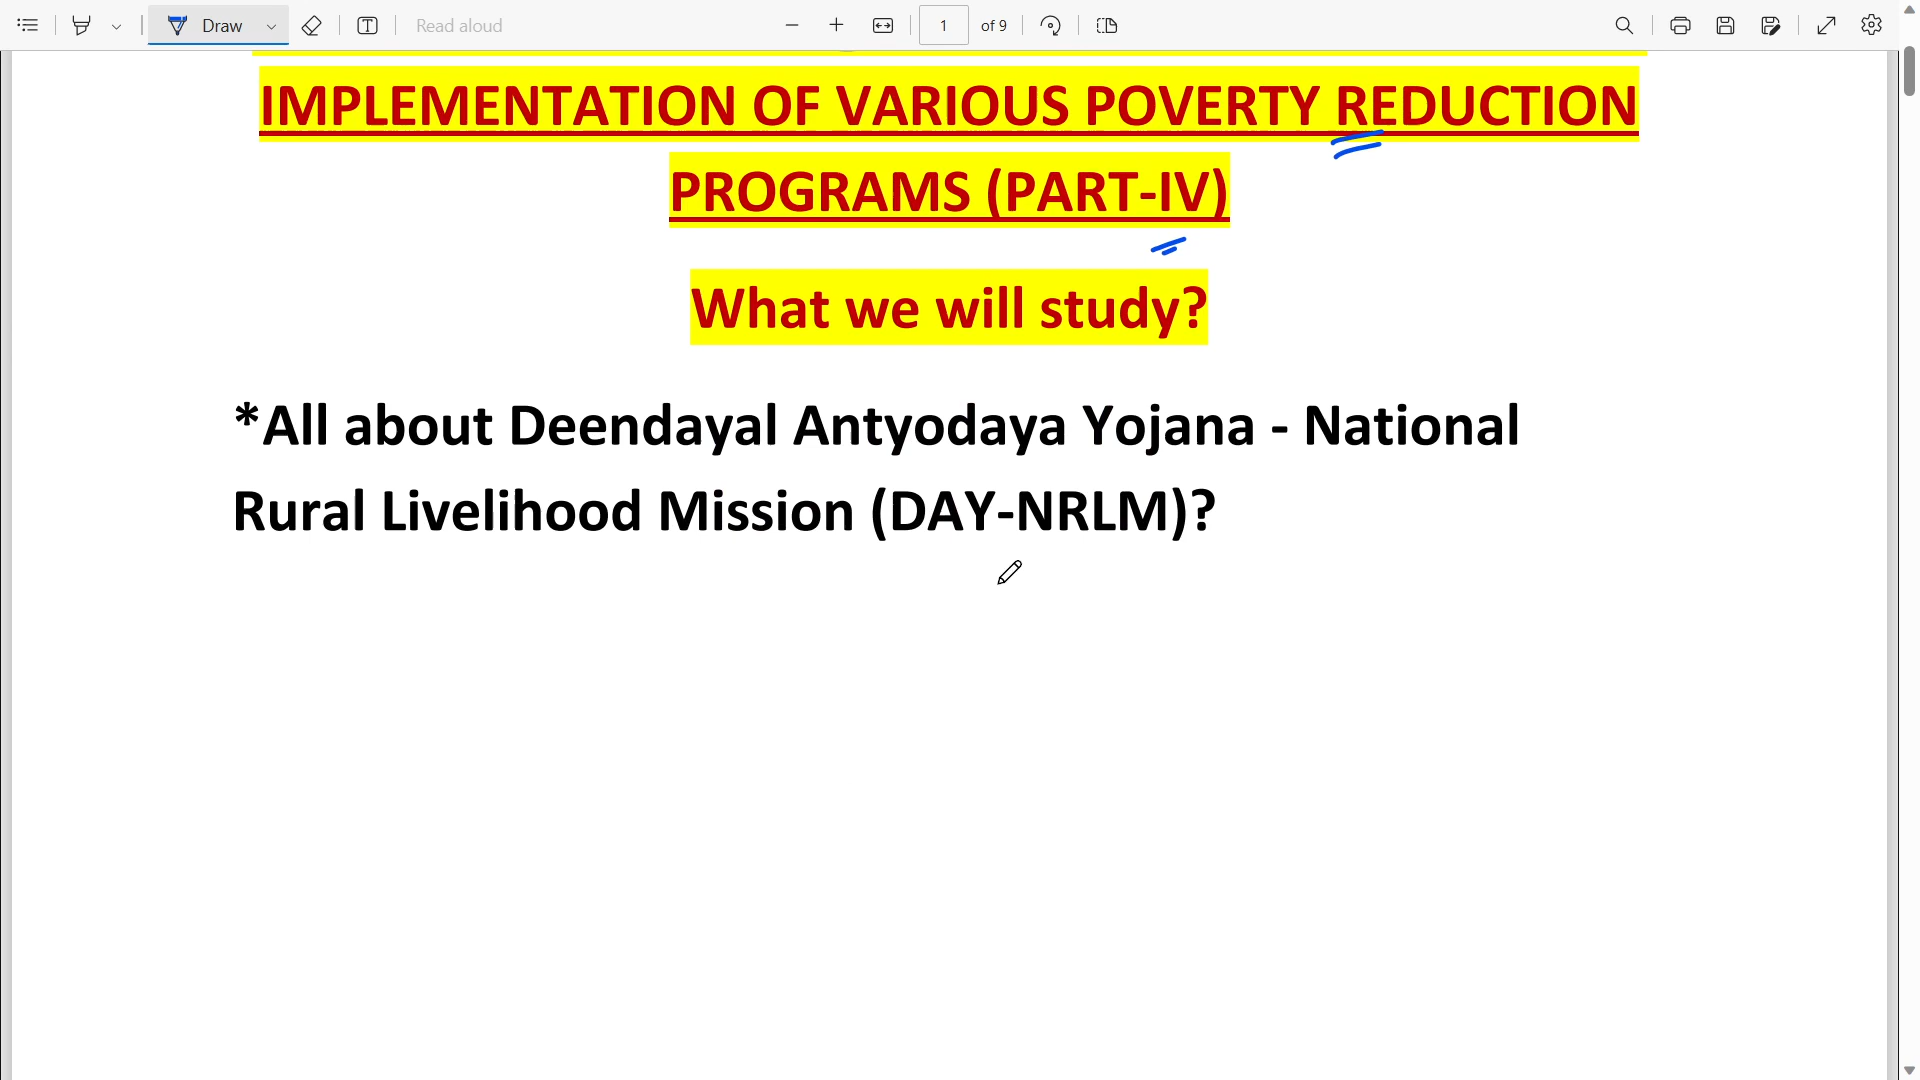 Draw
Read aloud
1
of 9
IMPLEMENTATION OF VARIOUS POVERTY REDUCTION
PROGRAMS (PART-IV)
What we will study?
*All about Deendayal Antyodaya Yojana - National
Rural Livelihood Mission (DAY-NRLM)?